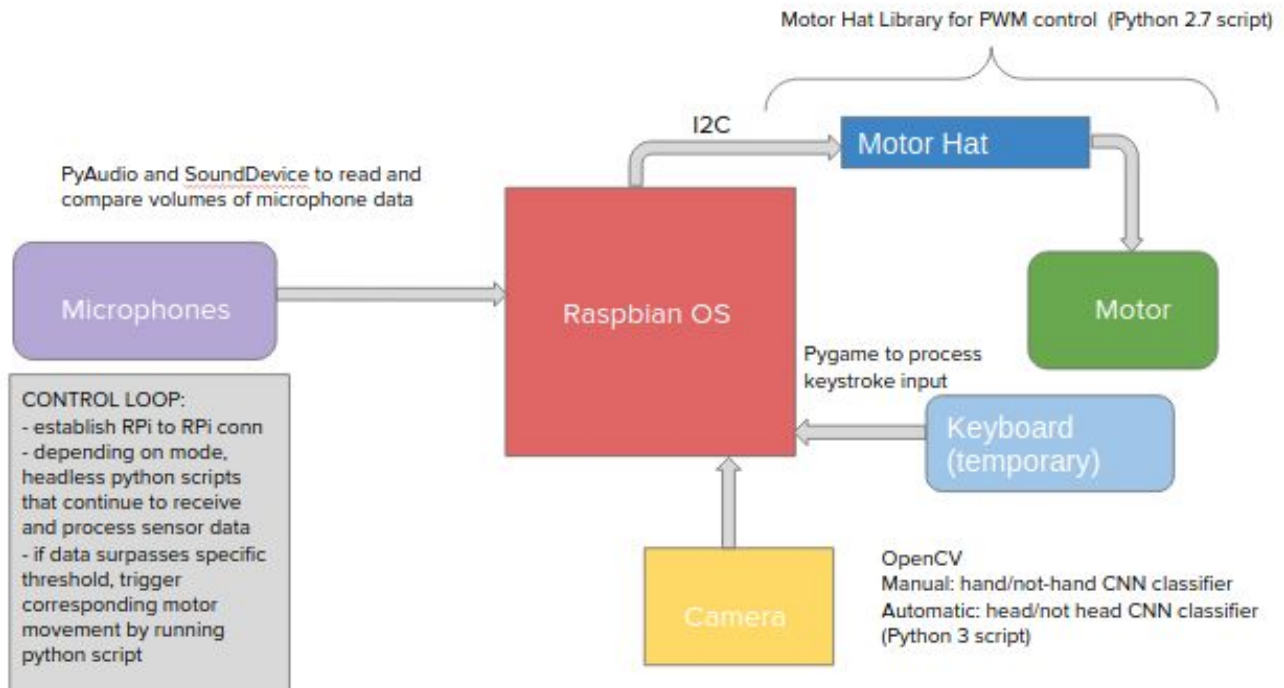 Motor Hat Library for PWM control (Python 2.7 script)
I2C
Motor Hat
PyAudio and SoundDevice to read and
compare volumes of microphone data
Microphones
Raspbian OS
Motor
Pygame to process
keystroke input
Keyboard
(temporary)
CONTROL LOOP:
- establish RPi to RPi conn
- depending on mode,
headless python scripts
that continue to receive
and process sensor data
- if data surpasses specific
threshold, trigger
corresponding motor
movement by running
python script
Camera
OpenCV
Manual: hand/not-hand CNN classifier
Automatic: head/not head CNN classifier
(Python 3 script)